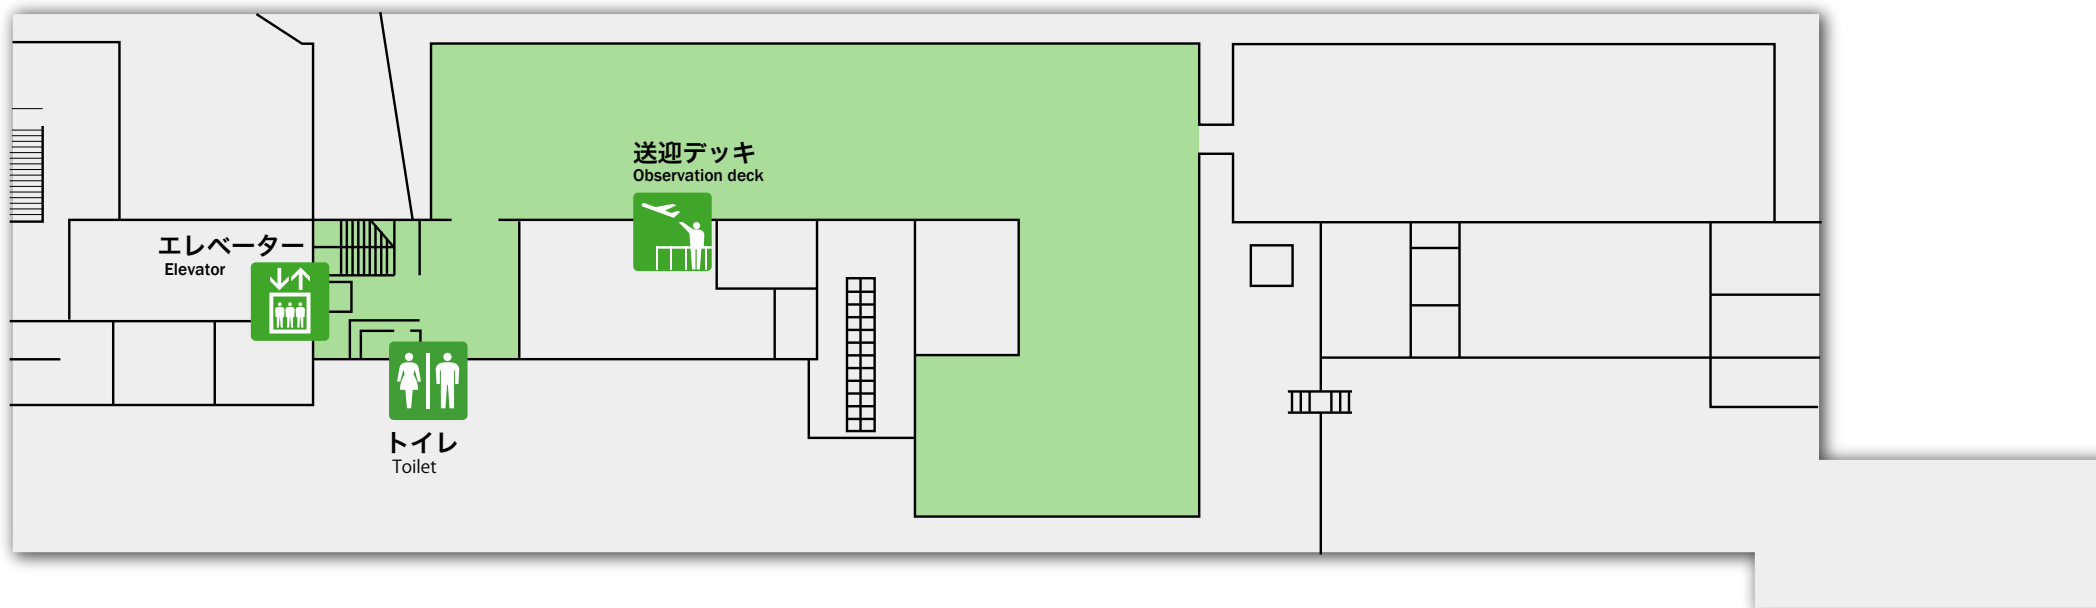 送迎デッキ
Observation deck
エレベーター
Elevator
トイレ
Toilet